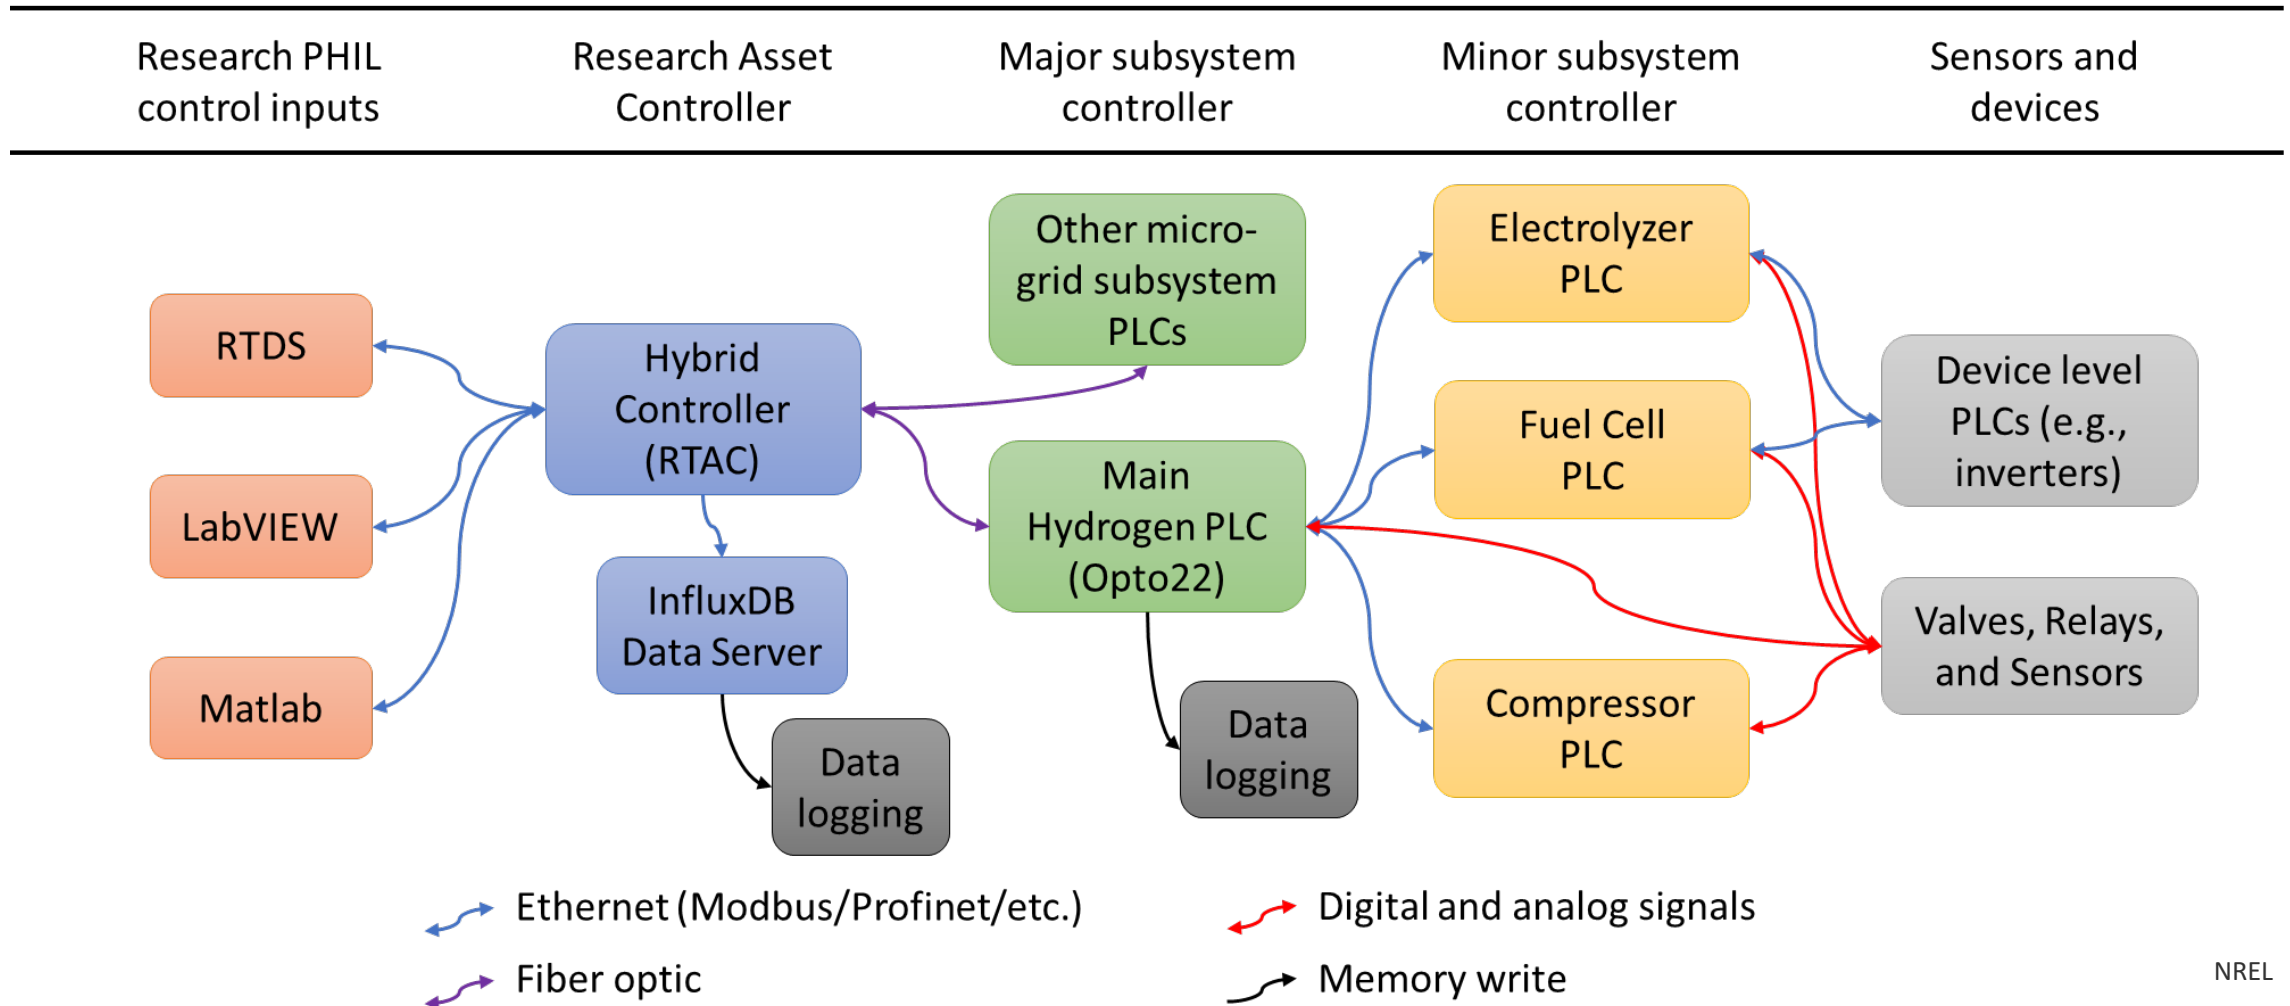 Research PHIL
control inputs
Research Asset
Controller
Major subsystem
controller
Minor subsystem
controller
Sensors and
devices
RTDS
LabVIEW
Matlab
Hybrid
Controller
(RTAC)
InfluxDB
Data Server
Data
logging
Other micro-
grid subsystem
PLCs
Main
Hydrogen PLC
(Opto22)
Data
logging
Electrolyzer
PLC
Fuel Cell
PLC
Compressor
PLC
Device level
PLCs (e.g.,
inverters)
Valves, Relays,
and Sensors
Ethernet (Modbus/Profinet/etc.)
Fiber optic
Digital and analog signals
Memory write
NREL